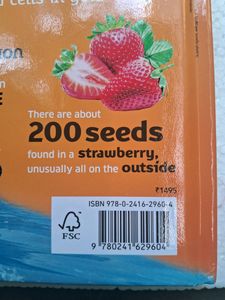 There are about
200 seeds
found in a strawberry,
unusually all on the outside
₹1495
ISBN 978-0-2416-2960-4
FSC
9 780241 629604